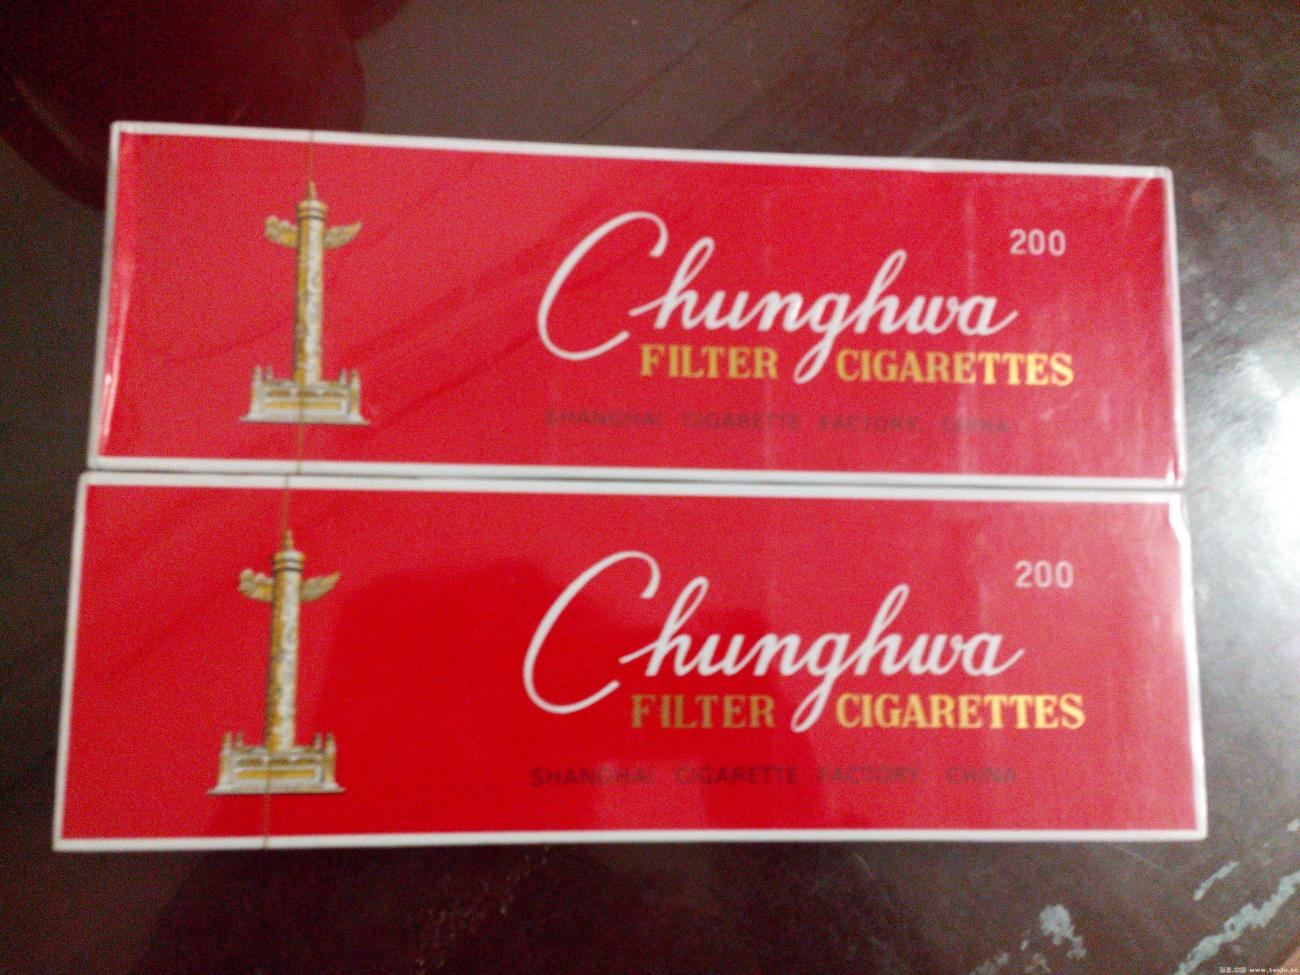 200
Chunghwa
FILTER CIGARETTES
SHANGHAI CIGARETTE FACTORY CHINA
200
Chunghwa
FILTER CIGARETTES
SHANGHAI CIGARETTE FACTORY CHINA